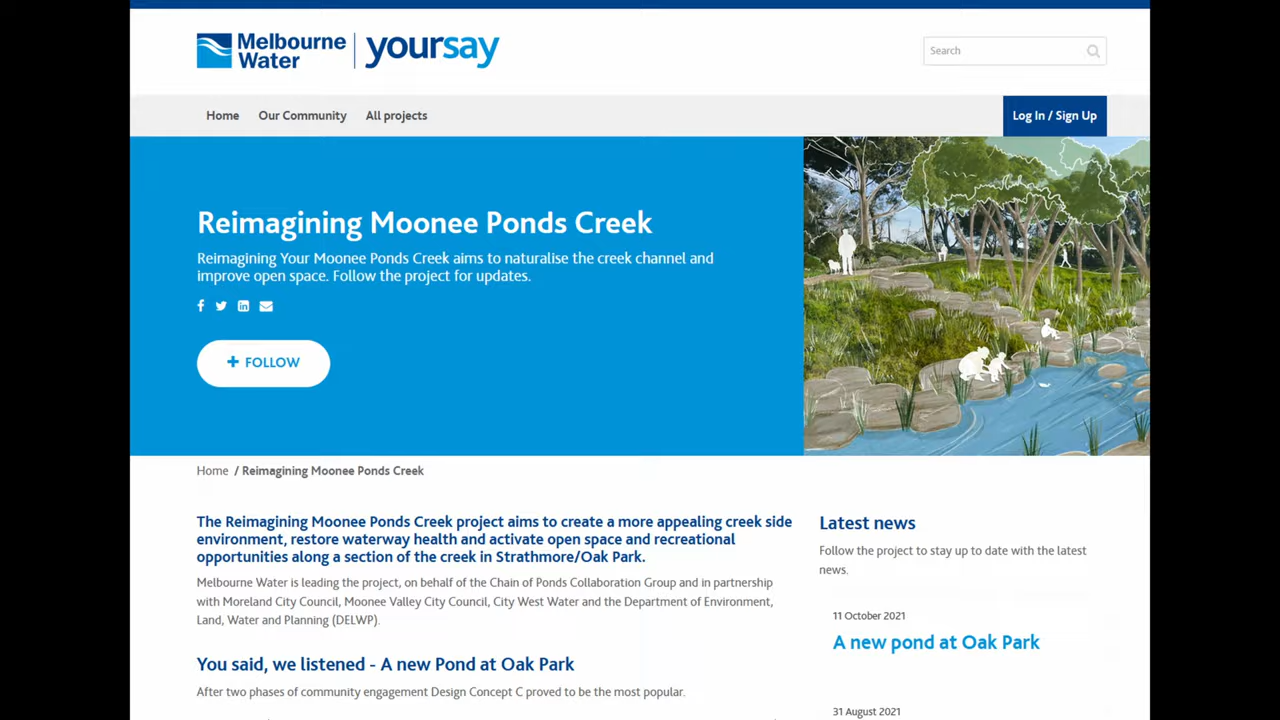 Melbourne
Water
yoursay
Search
Home
Our Community
All projects
Log In / Sign Up
Reimagining Moonee Ponds Creek
Reimagining Your Moonee Ponds Creek aims to naturalise the creek channel and
improve open space. Follow the project for updates.
+ FOLLOW
Home / Reimagining Moonee Ponds Creek
The Reimagining Moonee Ponds Creek project aims to create a more appealing creek side
environment, restore waterway health and activate open space and recreational
opportunities along a section of the creek in Strathmore/Oak Park.
Melbourne Water is leading the project, on behalf of the Chain of Ponds Collaboration Group and in partnership
with Moreland City Council, Moonee Valley City Council, City West Water and the Department of Environment,
Land, Water and Planning (DELWP).
You said, we listened - A new Pond at Oak Park
After two phases of community engagement Design Concept C proved to be the most popular.
Latest news
Follow the project to stay up to date with the latest
news.
11 October 2021
A new pond at Oak Park
31 August 2021